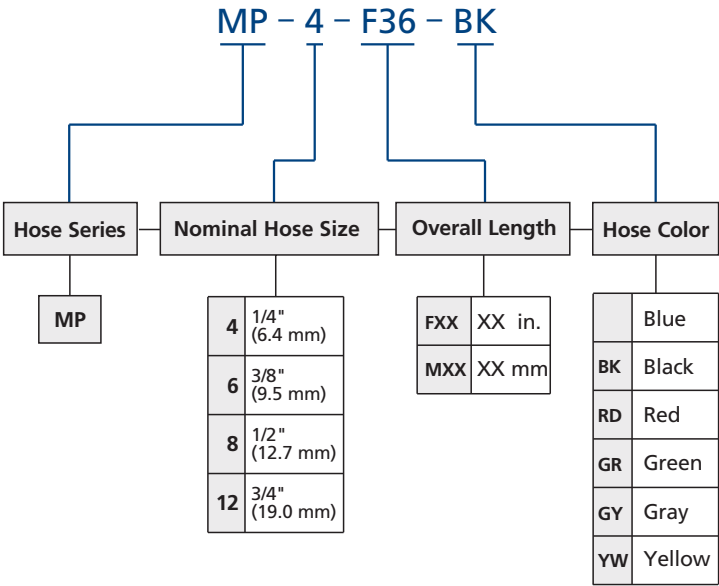 MP – 4 – F36 – BK
Hose Series
Nominal Hose Size
Overall Length
Hose Color
MP
4 1/4" (6.4 mm)
6 3/8" (9.5 mm)
8 1/2" (12.7 mm)
12 3/4" (19.0 mm)
FXX XX in.
MXX XX mm
Blue
BK Black
RD Red
GR Green
GY Gray
YW Yellow